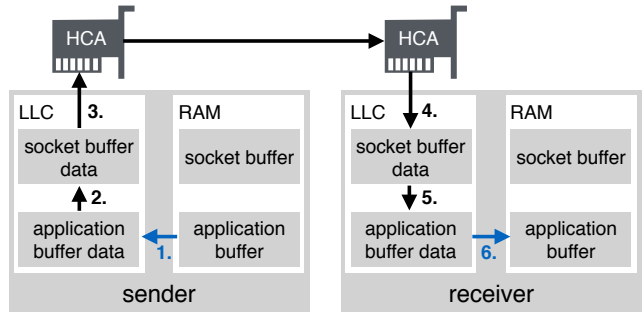 HCA
HCA
LLC
3.
RAM
socket buffer
data
socket buffer
2.
application
buffer data
1.
application
buffer
sender
LLC
4.
RAM
socket buffer
data
socket buffer
5.
application
buffer data
6.
application
buffer
receiver